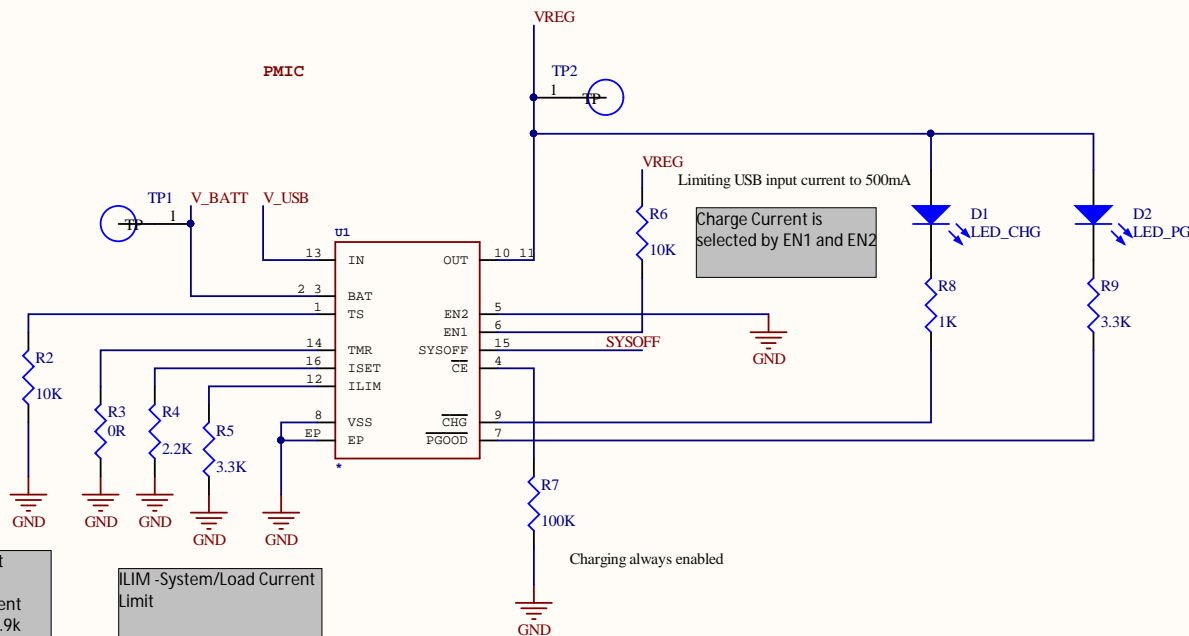 VREG
PMIC
TP2
1 TP
VREG
Limiting USB input current to 500mA
TP1 V_BATT V_USB
TP 1
R6
10K
Charge Current is
selected by EN1 and EN2
D1
LED_CHG
D2
LED_PG
U1
13 IN OUT 10 11
2 3 BAT
1 TS EN2 5
EN1 6
14 TMR SYSOFF 15 SYSOFF
16 ISET CE 4
12 ILIM
8 VSS CHG 9
EP EP PGOOD 7
*
R8
1K
R9
3.3K
GND
R2
10K
R3
0R
R4
2.2K
R5
3.3K
R7
100K
GND
GND
GND
GND
GND
Charging always enabled
GND
t
ent
.9k
ILIM -System/Load Current
Limit